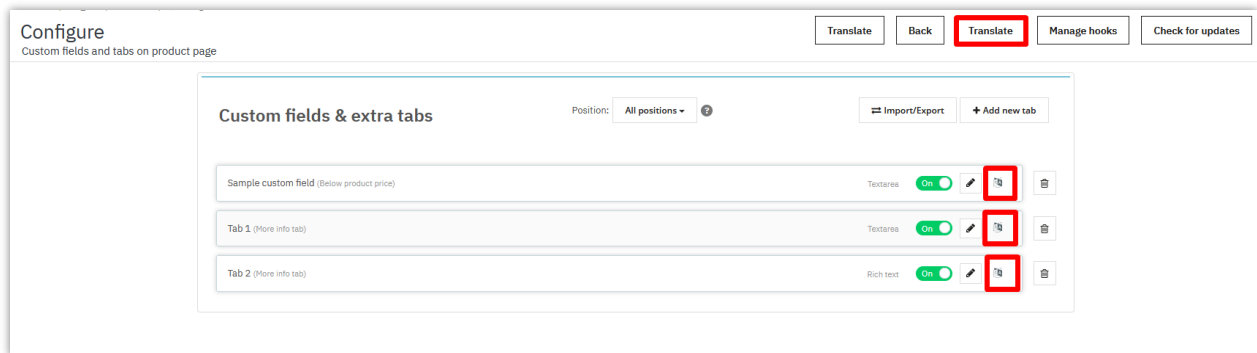 Configure
Custom fields and tabs on product page
Translate
Back
Translate
Manage hooks
Check for updates
Custom fields & extra tabs
Position:
All positions
?
Import/Export
+ Add new tab
Sample custom field (Below product price)
Textarea
On
Tab 1 (More info tab)
Textarea
On
Tab 2 (More info tab)
Rich text
On